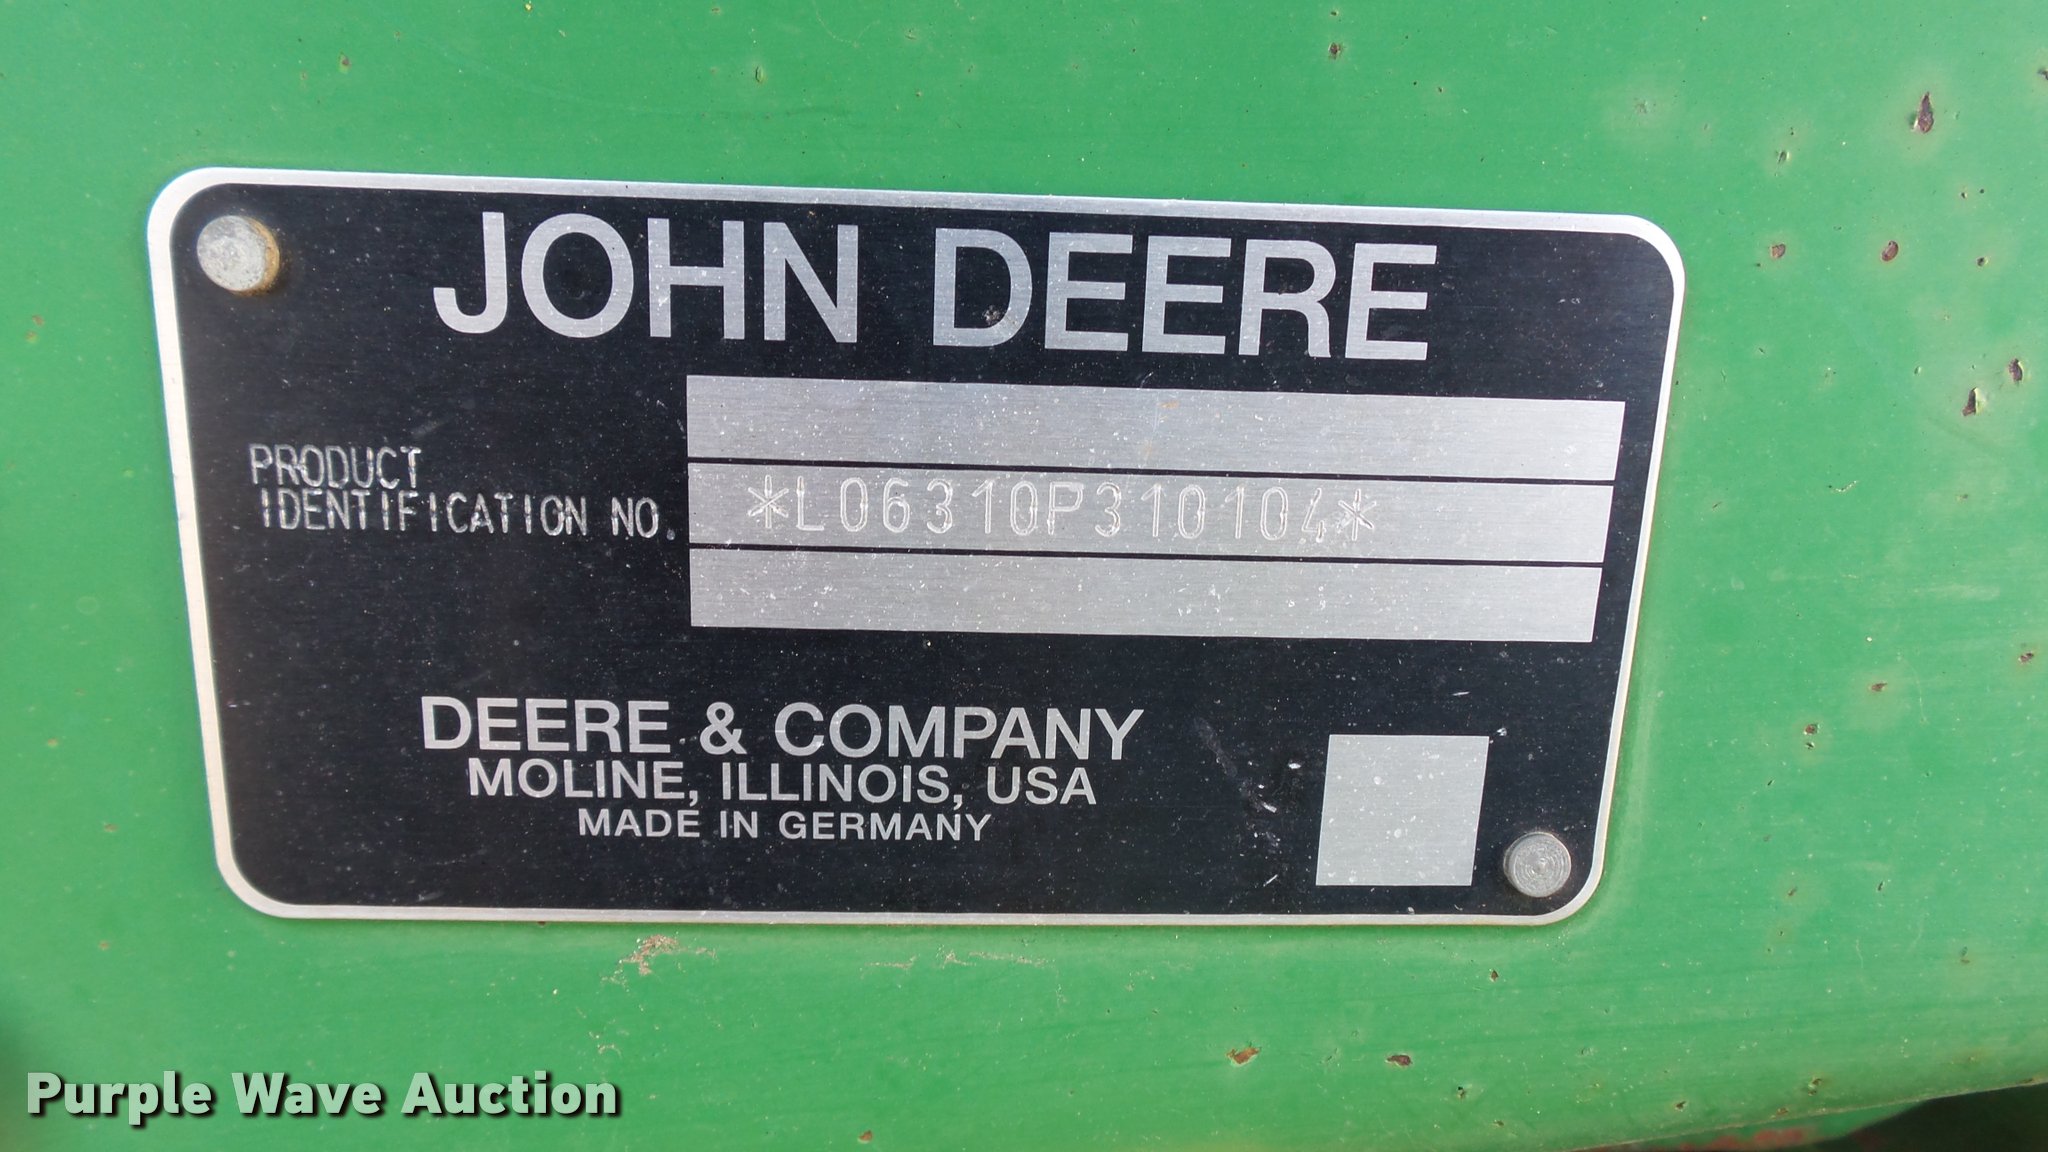 JOHN DEERE
PRODUCT
IDENTIFICATION NO.
*L06310P310104*
DEERE & COMPANY
MOLINE, ILLINOIS, USA
MADE IN GERMANY
Purple Wave Auction